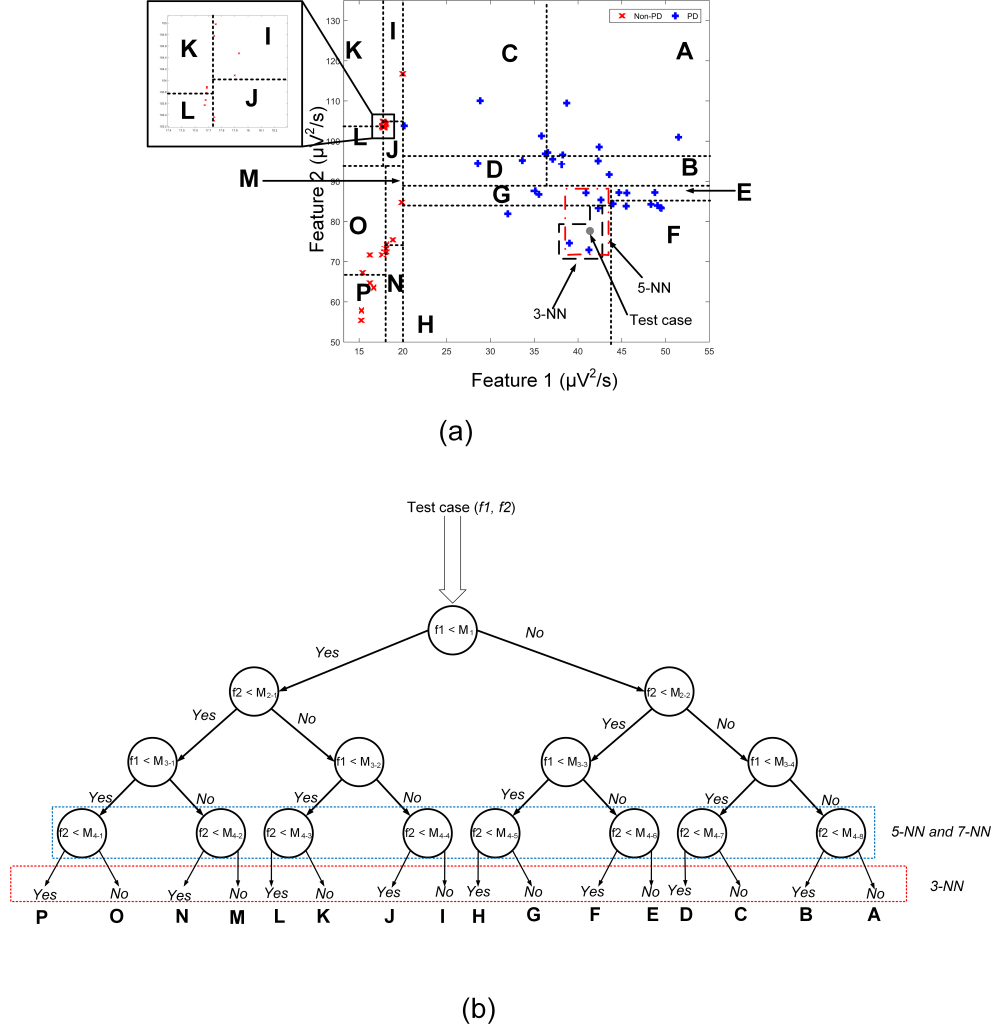 Non-PD PD
K I C A
K I
L J
L J
M D B
G E
O F
5-NN
P N
3-NN Test case
H
130
120
110
100
90
80
70
60
50
15 20 25 30 35 40 45 50 55
Feature 2 (µV²/s)
Feature 1 (µV²/s)
(a)
Test case (f1, f2)
f1 < M1
Yes No
f2 < M2-1 f2 < M2-2
Yes No Yes No
f1 < M3-1 f1 < M3-2 f1 < M3-3 f1 < M3-4
Yes No Yes No Yes No Yes No
f2 < M4-1 f2 < M4-2 f2 < M4-3 f2 < M4-4 f2 < M4-5 f2 < M4-6 f2 < M4-7 f2 < M4-8 5-NN and 7-NN
Yes No Yes No Yes No Yes No Yes No Yes No Yes No Yes No 3-NN
P O N M L K J I H G F E D C B A
(b)